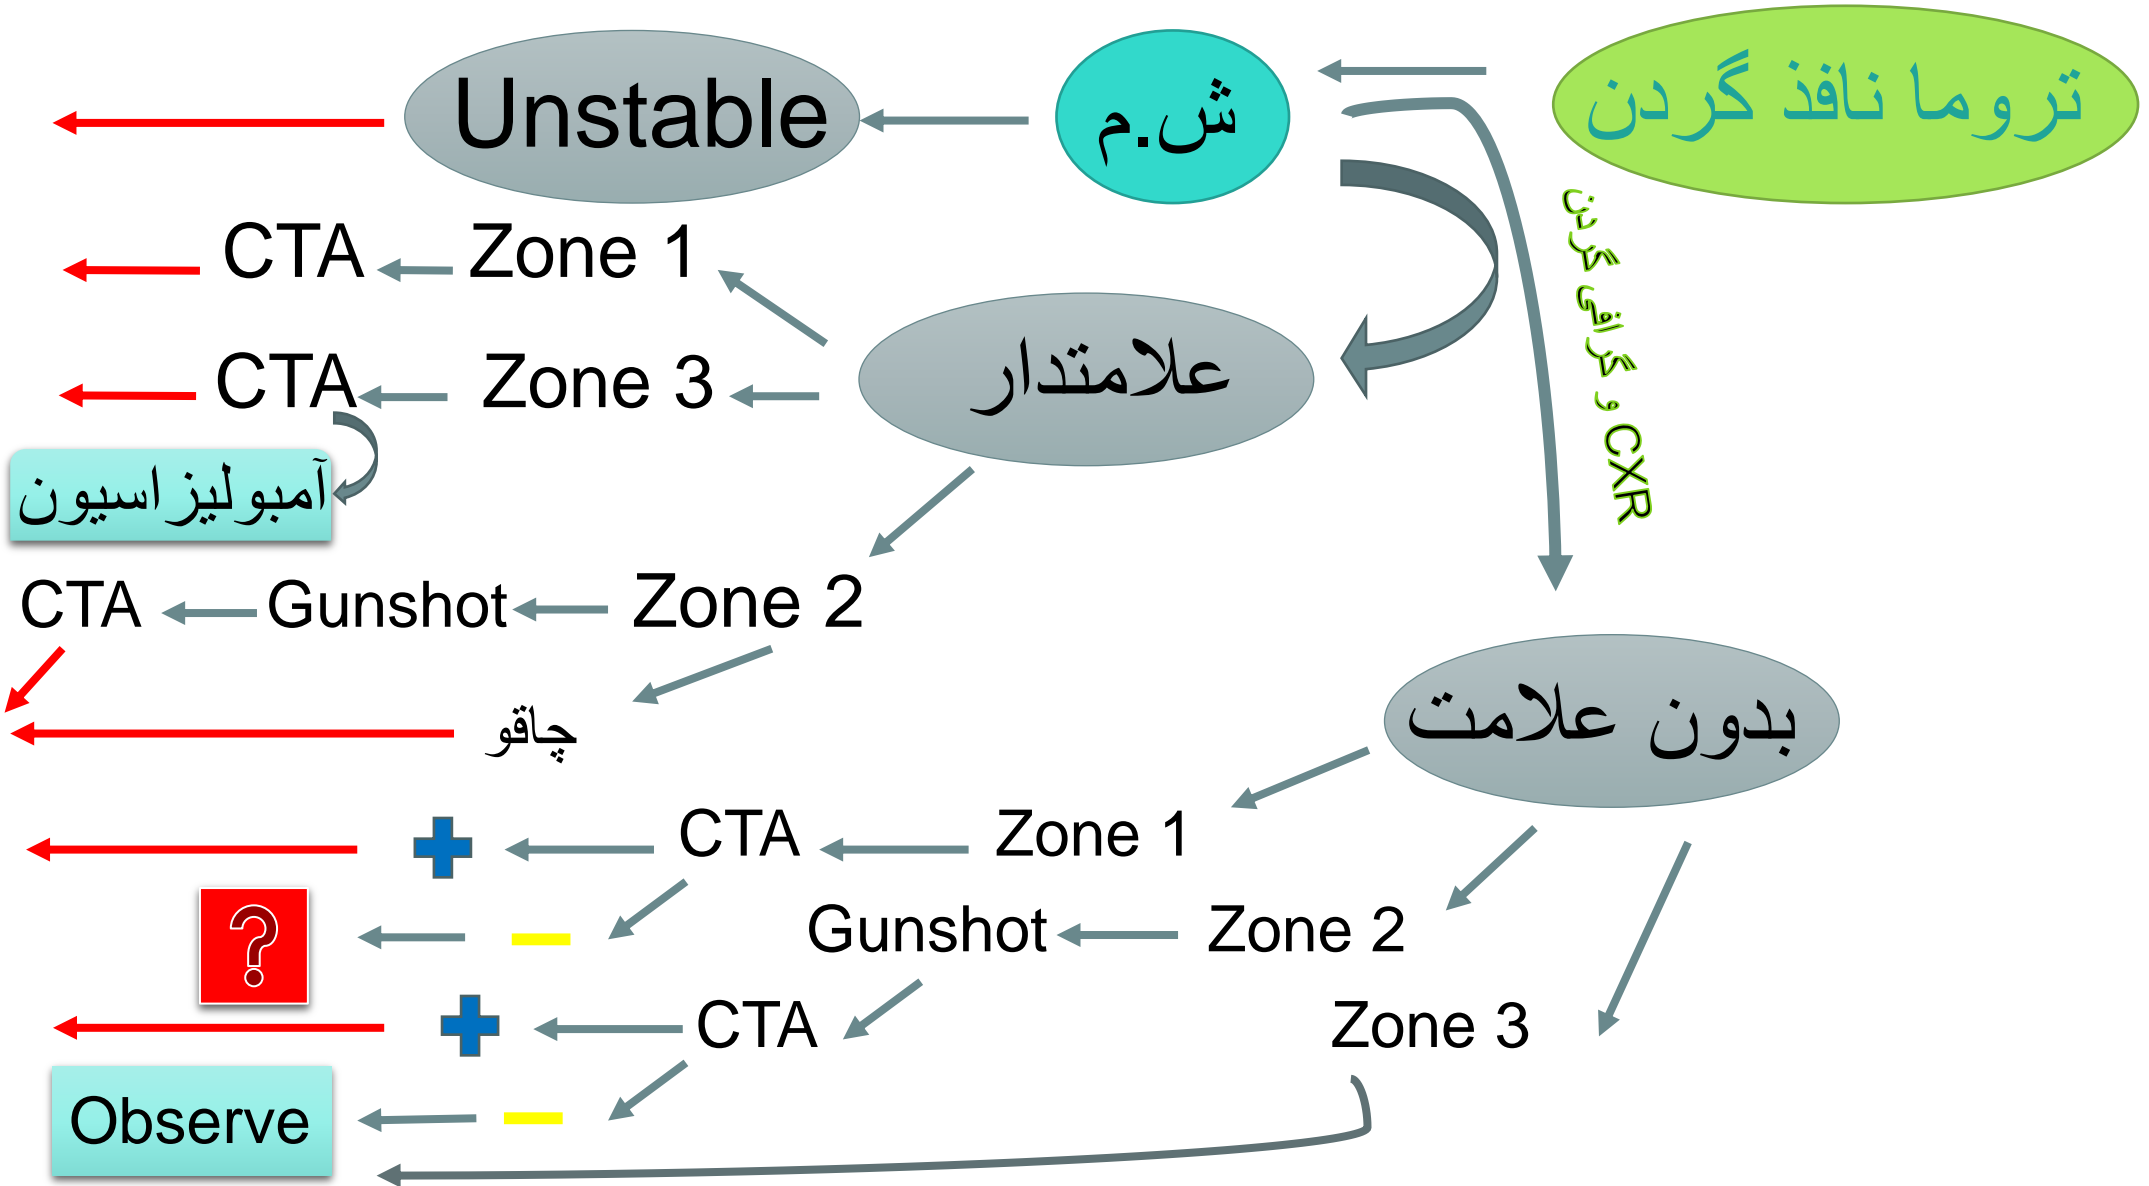 تروما نافذ گردن
ش.م
Unstable
CXR و گرافی گردن
Zone 1
CTA
علامتدار
Zone 3
CTA
آمبولیزاسیون
Zone 2
Gunshot
CTA
چاقو
بدون علامت
Zone 1
CTA
?
Zone 2
Gunshot
CTA
Zone 3
Observe